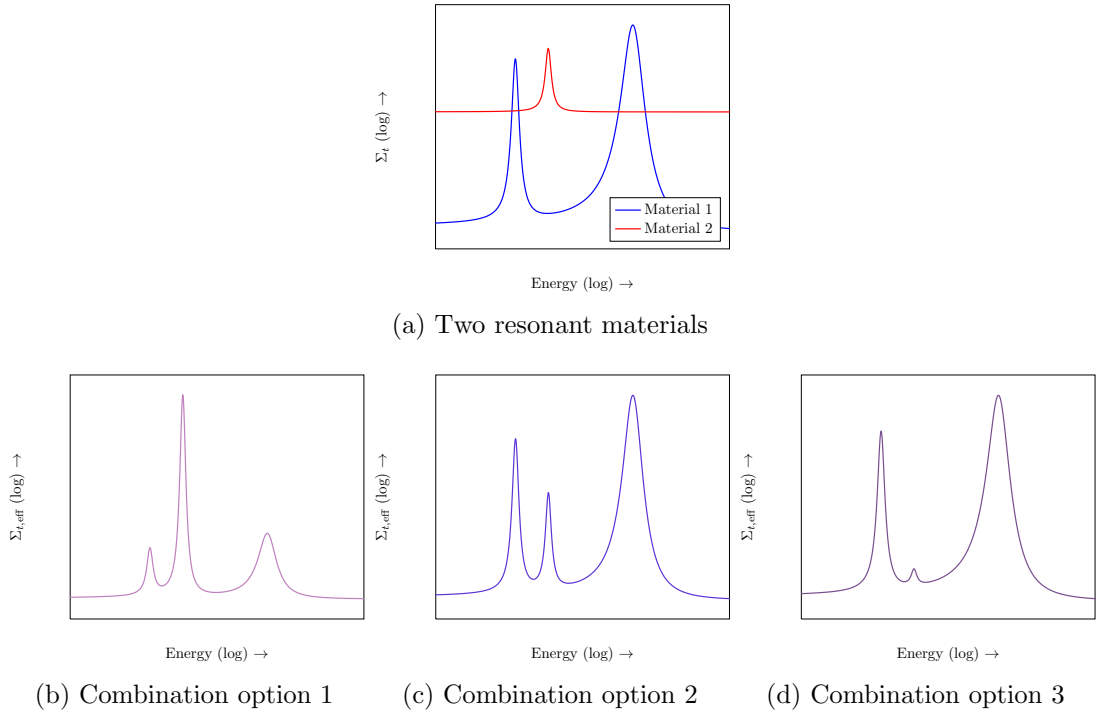 Σt (log) →
Material 1
Material 2
Energy (log) →
(a) Two resonant materials
Σt,eff (log) →
Energy (log) →
(b) Combination option 1
Σt,eff (log) →
Energy (log) →
(c) Combination option 2
Σt,eff (log) →
Energy (log) →
(d) Combination option 3